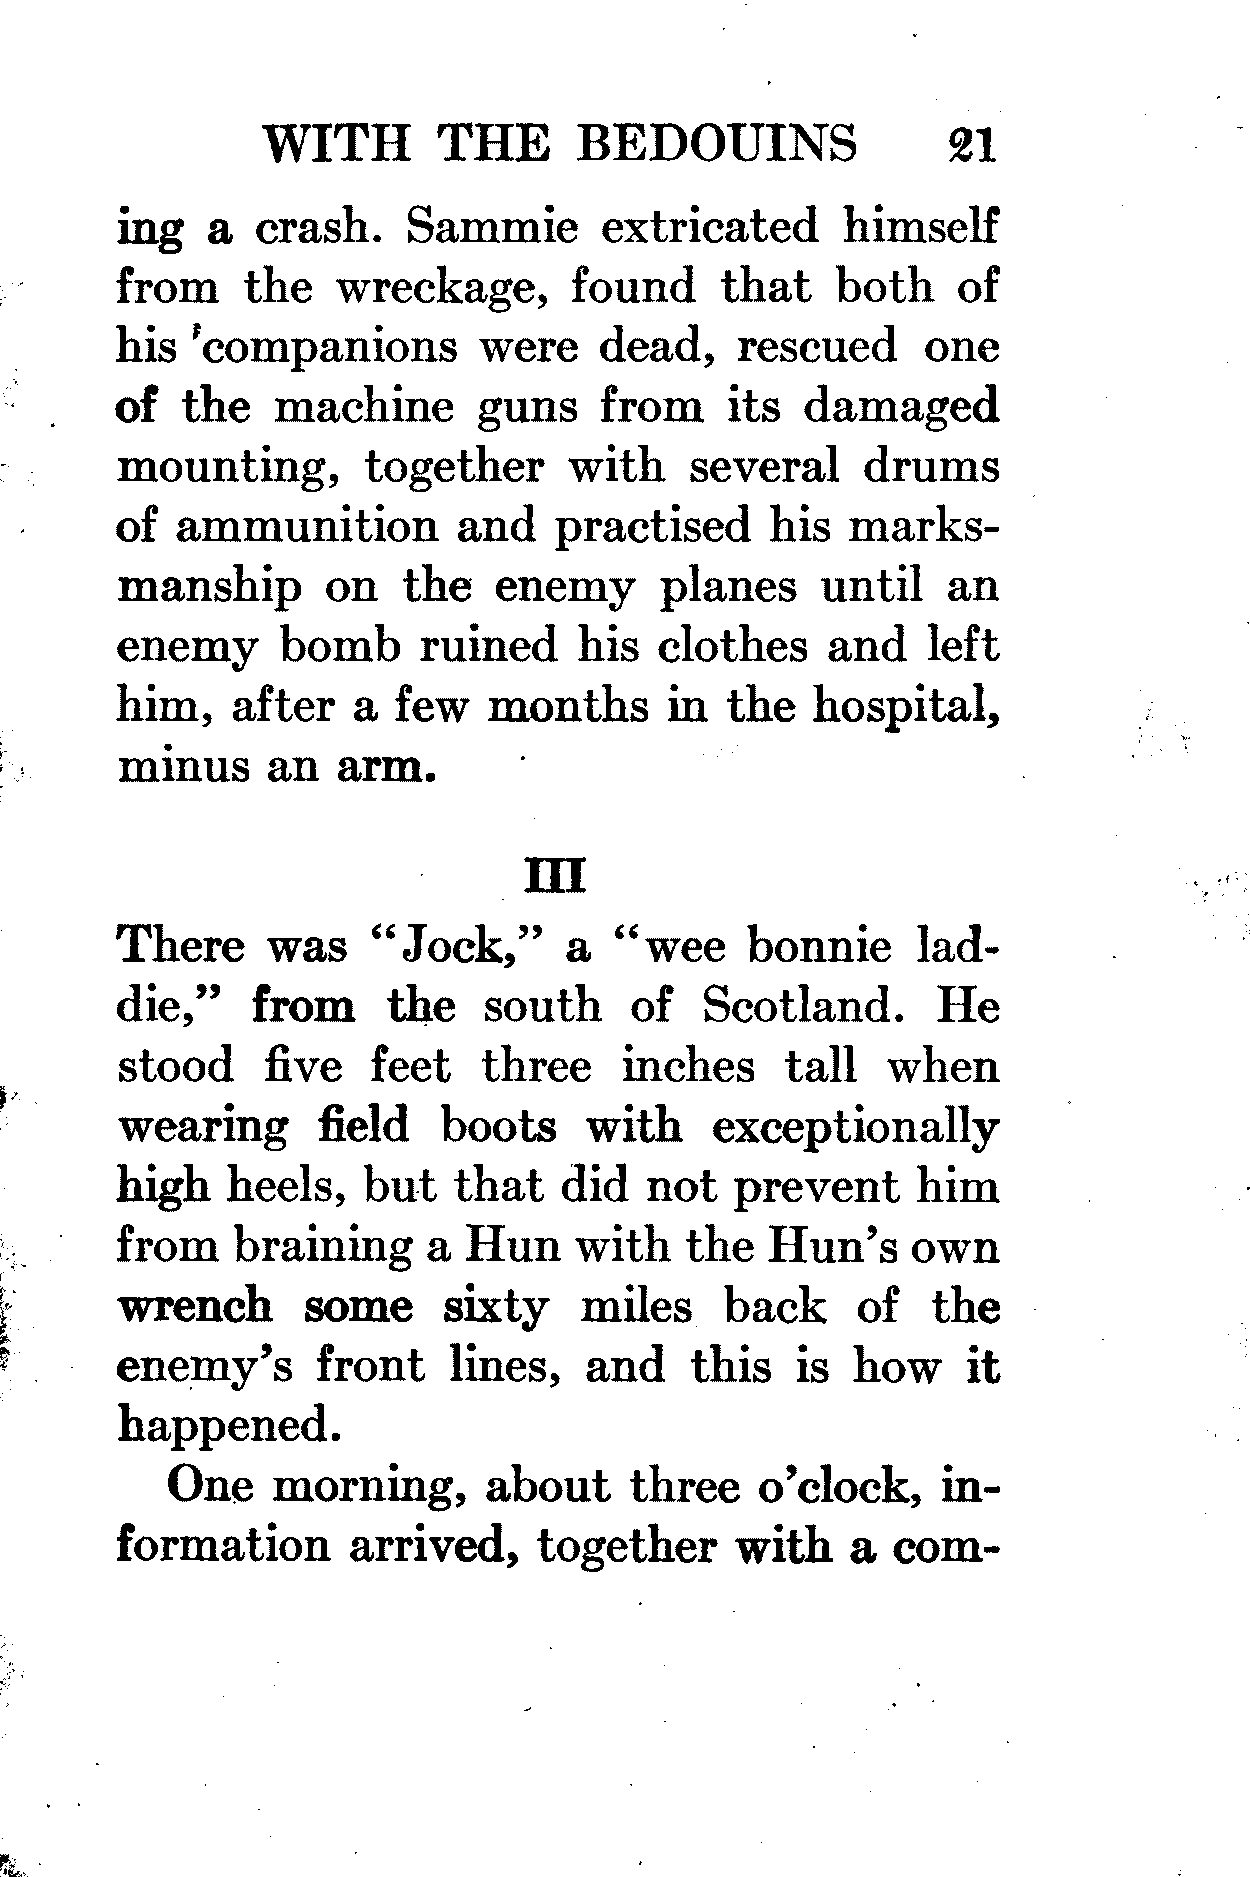 WITH THE BEDOUINS 21
ing a crash. Sammie extricated himself
from the wreckage, found that both of
his companions were dead, rescued one
of the machine guns from its damaged
mounting, together with several drums
of ammunition and practised his marks-
manship on the enemy planes until an
enemy bomb ruined his clothes and left
him, after a few months in the hospital,
minus an arm.
III
There was “Jock,” a “wee bonnie lad-
die,” from the south of Scotland. He
stood five feet three inches tall when
wearing field boots with exceptionally
high heels, but that did not prevent him
from braining a Hun with the Hun’s own
wrench some sixty miles back of the
enemy’s front lines, and this is how it
happened.
One morning, about three o’clock, in-
formation arrived, together with a com-